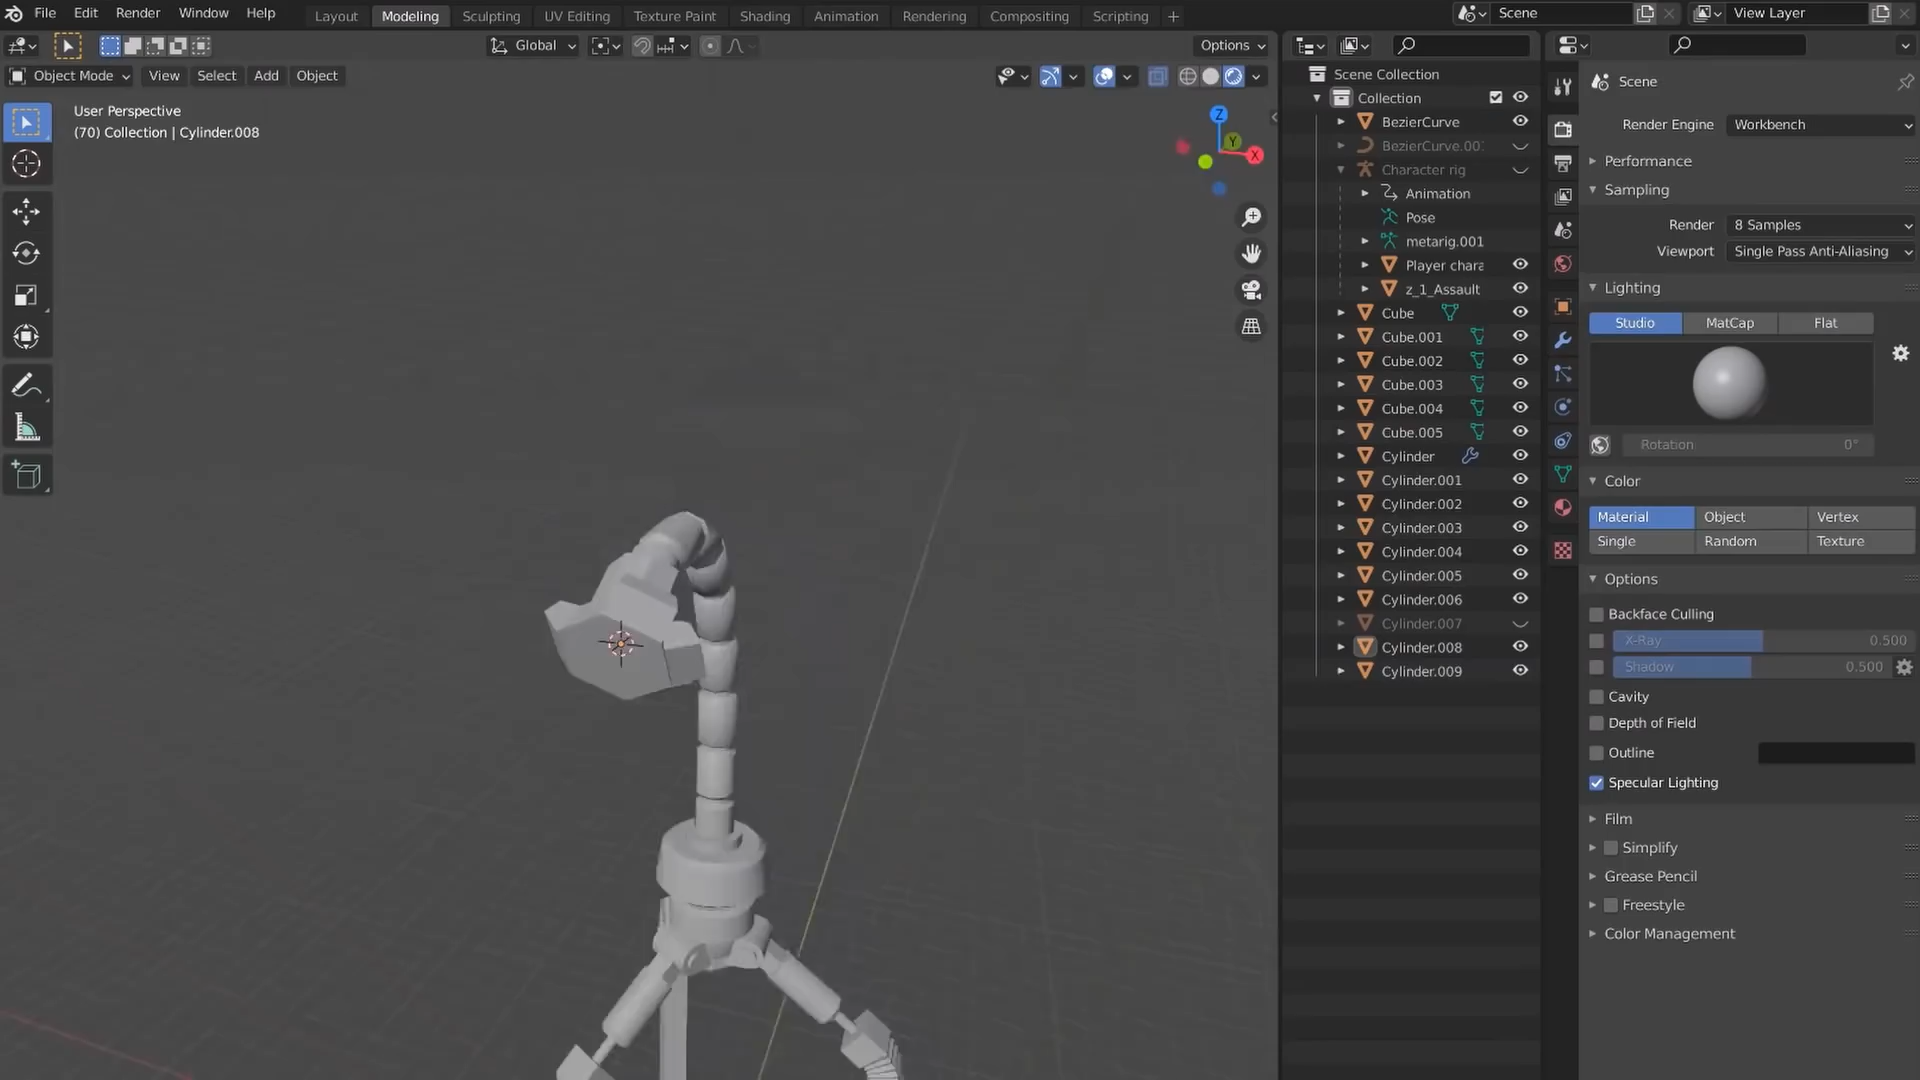 File Edit Render Window Help
Layout Modeling Sculpting UV Editing Texture Paint Shading Animation Rendering Compositing Scripting +
Scene
View Layer
Global
Options
Object Mode View Select Add Object
User Perspective
(70) Collection | Cylinder.008
Z
Y
X
Scene Collection
Collection
BezierCurve
BezierCurve.00
Character rig
Animation
Pose
metarig.001
Player chara
z_1_Assault
Cube
Cube.001
Cube.002
Cube.003
Cube.004
Cube.005
Cylinder
Cylinder.001
Cylinder.002
Cylinder.003
Cylinder.004
Cylinder.005
Cylinder.006
Cylinder.007
Cylinder.008
Cylinder.009
Scene
Render Engine Workbench
Performance
Sampling
Render 8 Samples
Viewport Single Pass Anti-Aliasing
Lighting
Studio MatCap Flat
Rotation 0°
Color
Material Object Vertex
Single Random Texture
Options
Backface Culling
X-Ray 0.500
Shadow 0.500
Cavity
Depth of Field
Outline
Specular Lighting
Film
Simplify
Grease Pencil
Freestyle
Color Management